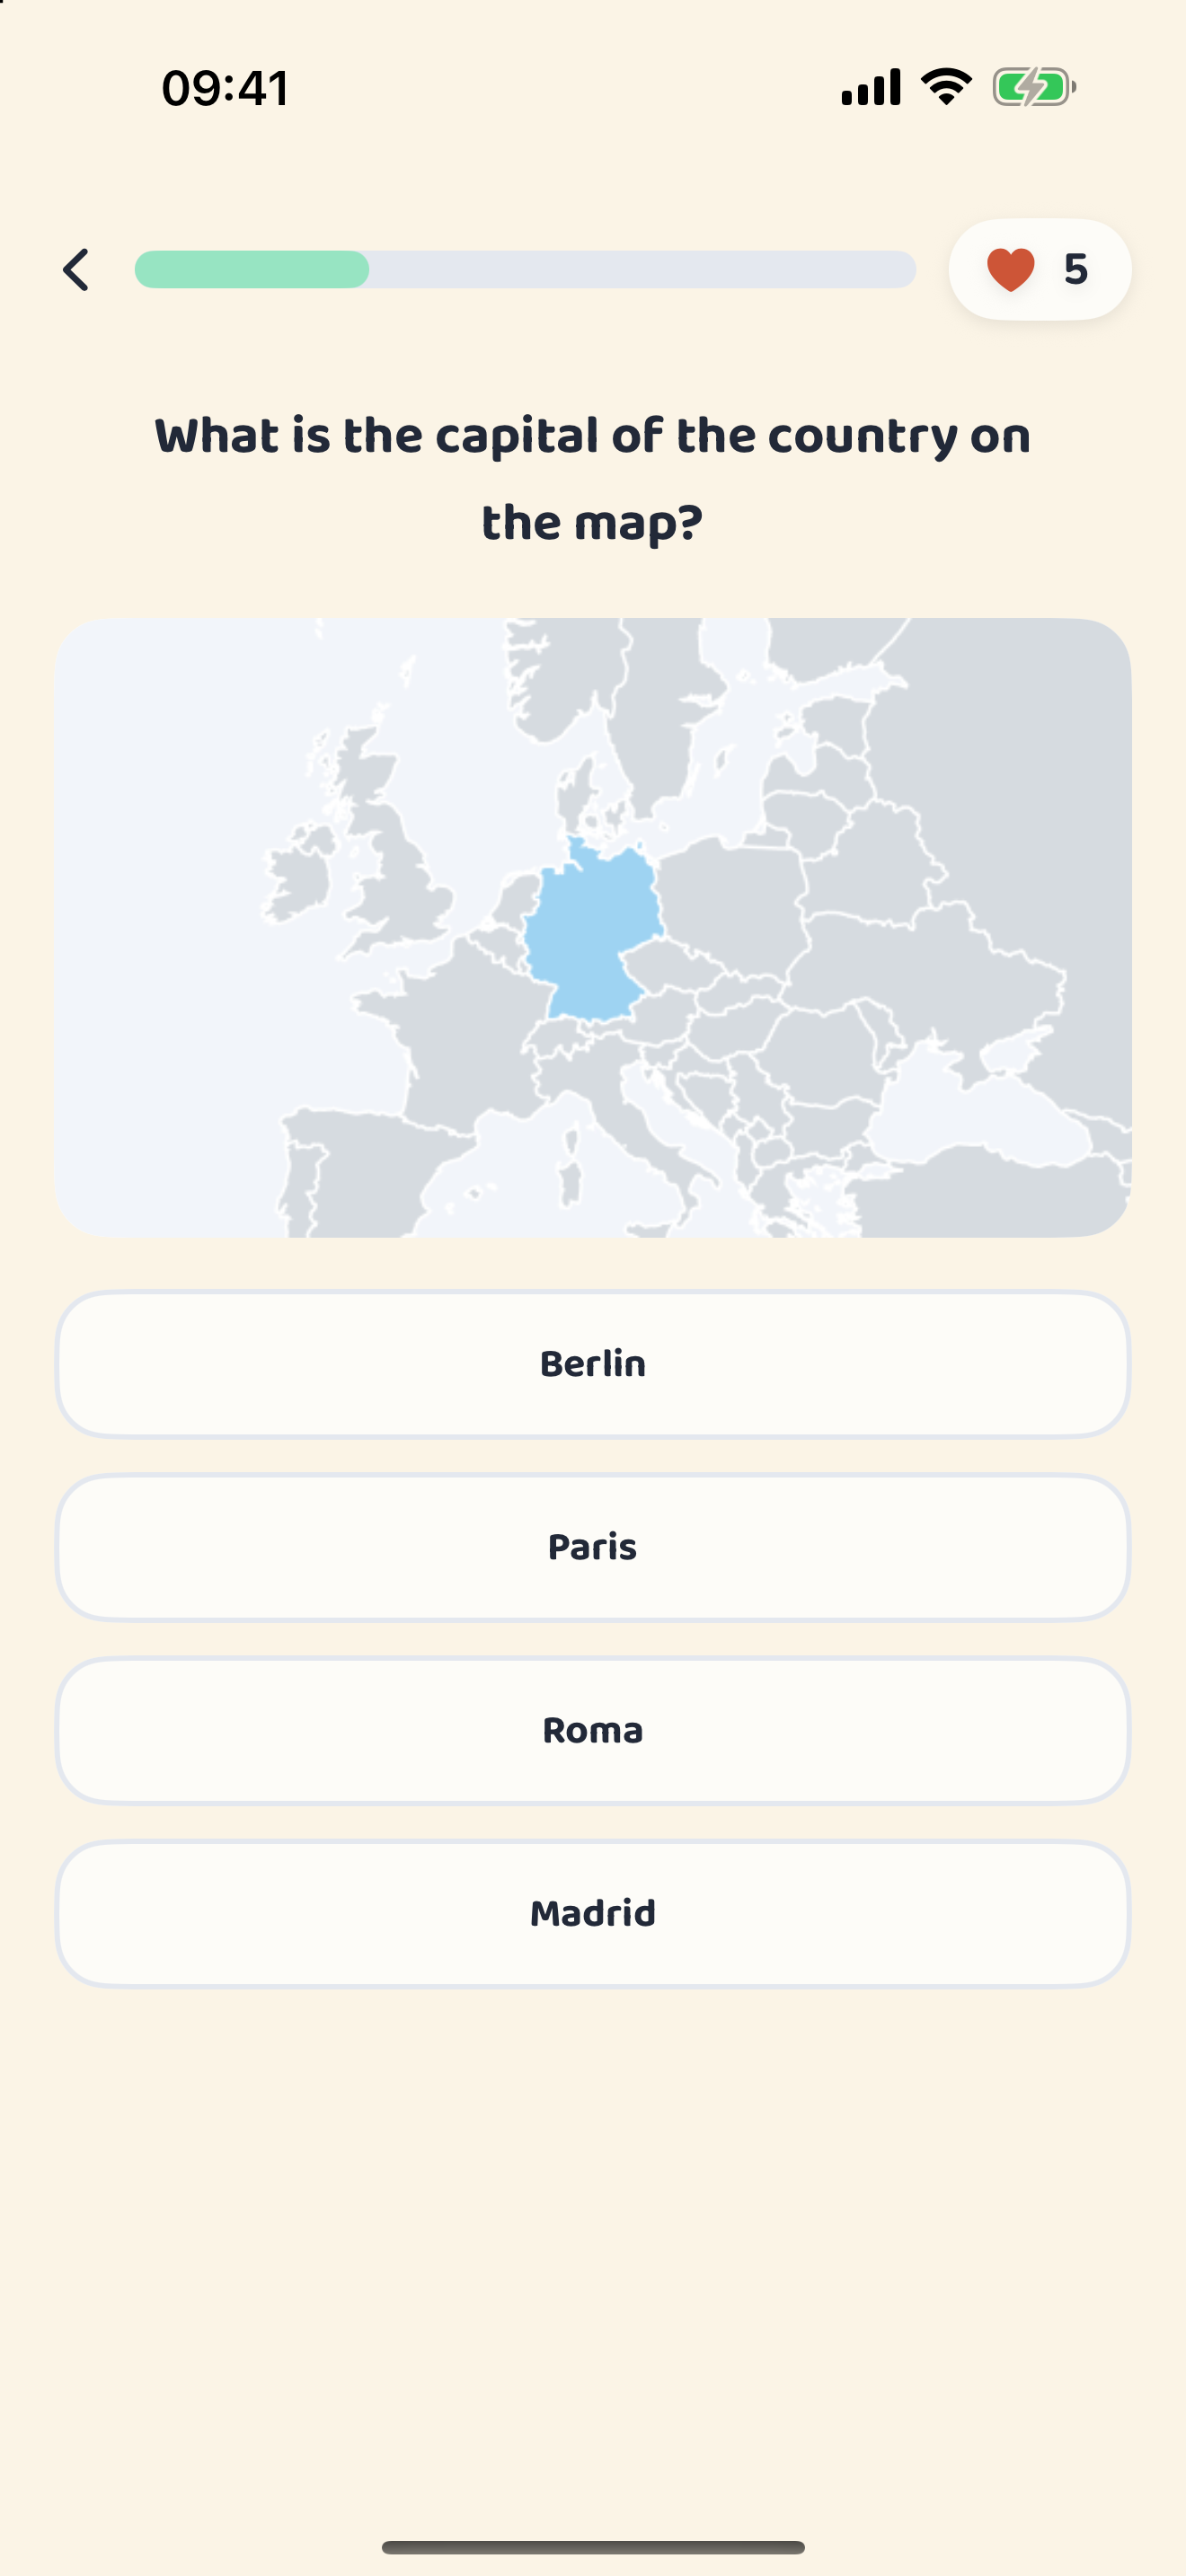 09:41
5
What is the capital of the country on
the map?
Berlin
Paris
Roma
Madrid